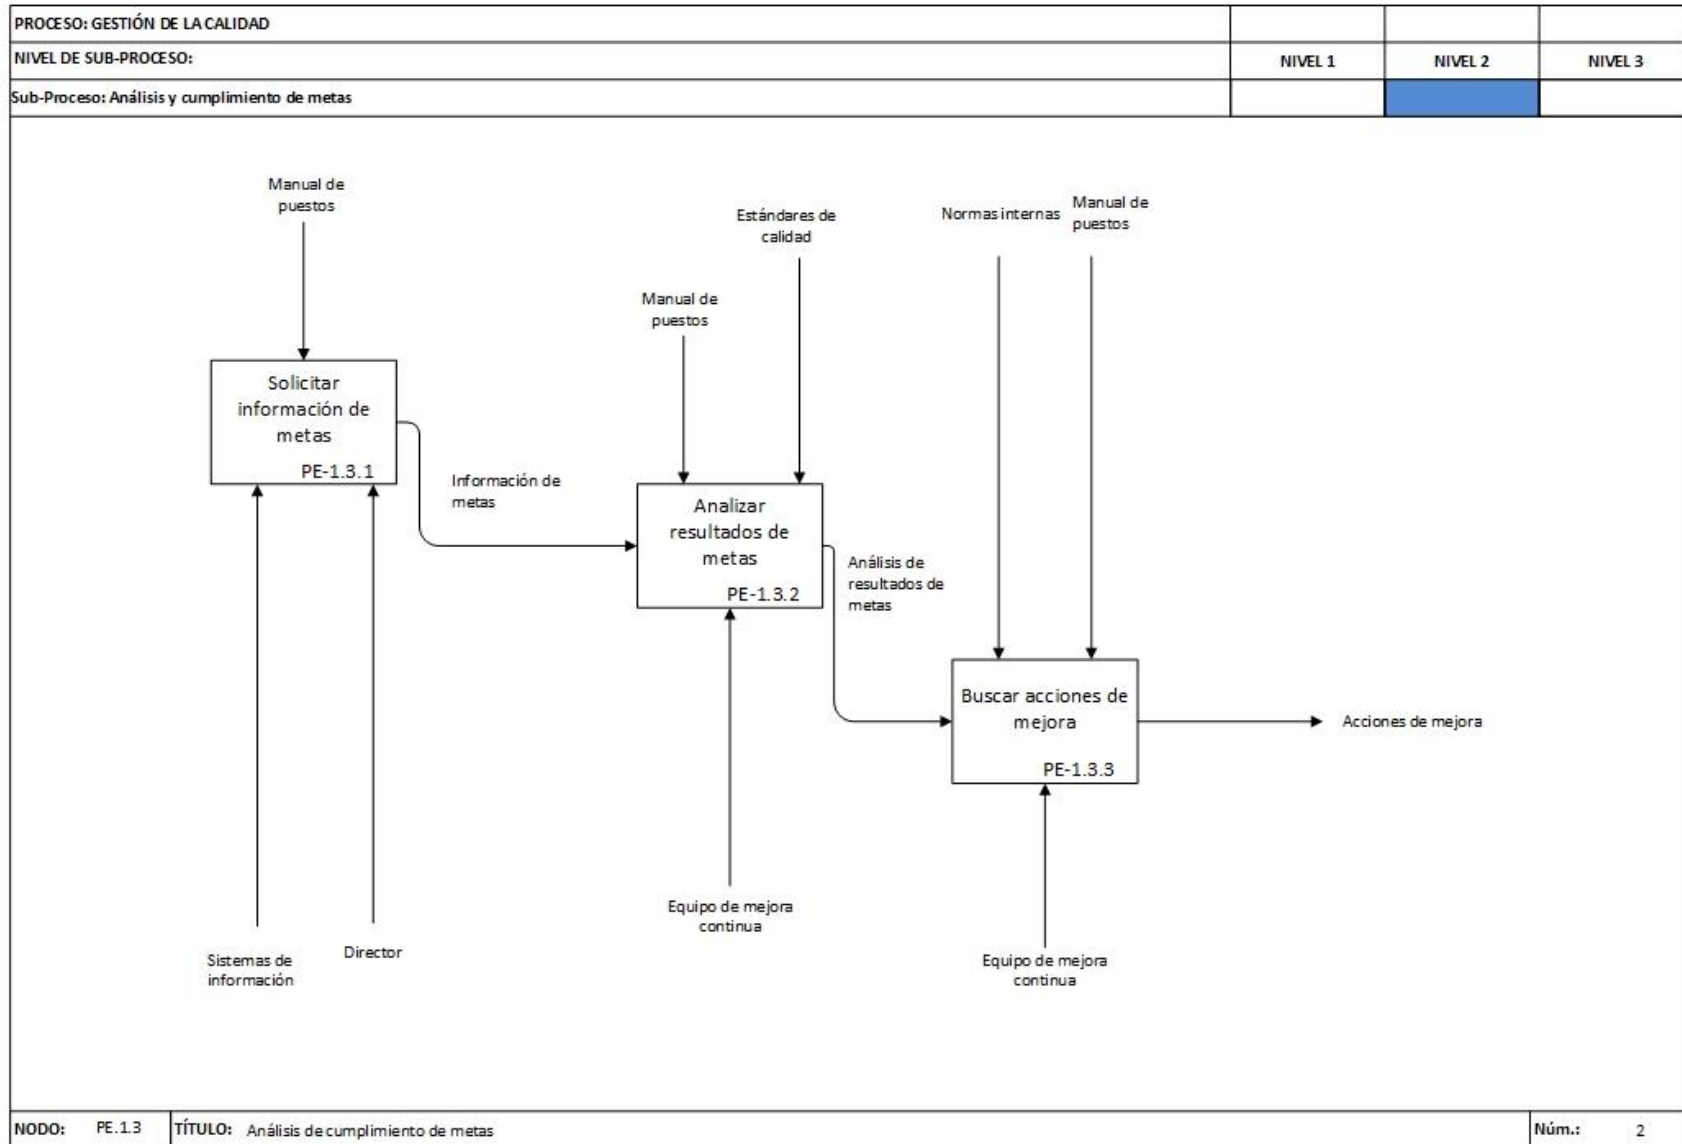 PROCESO: GESTIÓN DE LA CALIDAD
NIVEL DE SUB-PROCESO:
NIVEL 1
NIVEL 2
NIVEL 3
Sub-Proceso: Análisis y cumplimiento de metas
Manual de
puestos
Estándares de
calidad
Normas internas
Manual de
puestos
Manual de
puestos
Solicitar
información de
metas
PE-1.3.1
Información de
metas
Analizar
resultados de
metas
PE-1.3.2
Análisis de
resultados de
metas
Buscar acciones de
mejora
PE-1.3.3
Acciones de mejora
Sistemas de
información
Director
Equipo de mejora
continua
Equipo de mejora
continua
NODO: PE.1.3
TÍTULO: Análisis de cumplimiento de metas
Núm.: 2